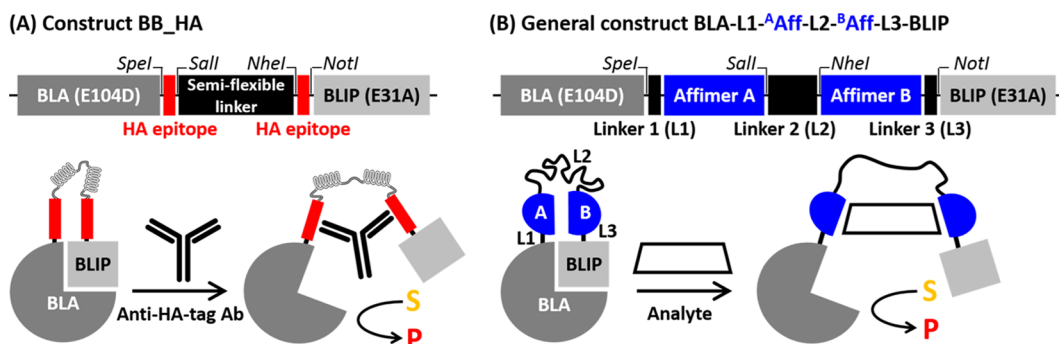 (A) Construct BB_HA
SpeI SalI NheI NotI
BLA (E104D)
Semi-flexible
linker
BLIP (E31A)
HA epitope HA epitope
BLIP
BLA
Anti-HA-tag Ab
S
P
(B) General construct BLA-L1-ᴬAff-L2-ᴮAff-L3-BLIP
SpeI SalI NheI NotI
BLA (E104D) Affimer A Affimer B BLIP (E31A)
Linker 1 (L1) Linker 2 (L2) Linker 3 (L3)
L2
A B
L1 L3
BLIP
BLA
Analyte
S
P